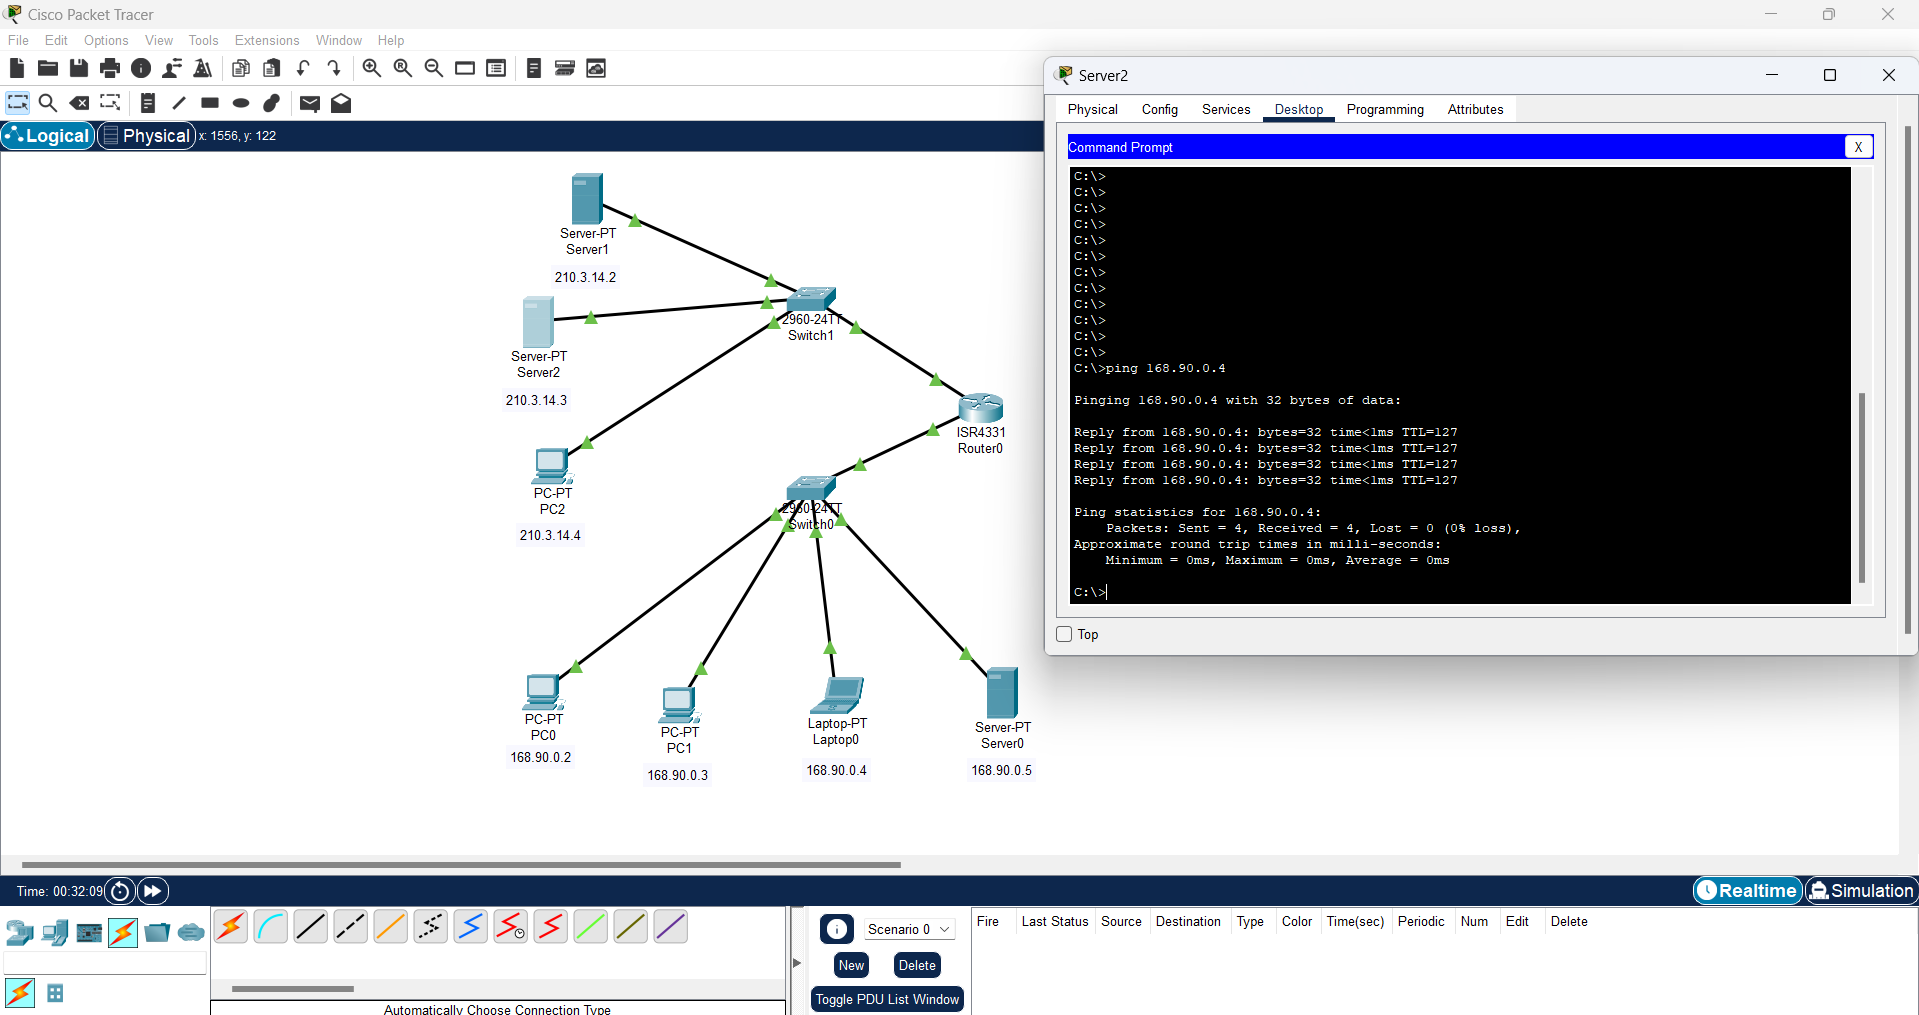 Cisco Packet Tracer
File Edit Options View Tools Extensions Window Help
Logical Physical x: 1556, y: 122
Server-PT
Server1
210.3.14.2
Server-PT
Server2
210.3.14.3
2960-24TT
Switch1
ISR4331
Router0
PC-PT
PC2
210.3.14.4
2960-24TT
Switch0
PC-PT
PC0
168.90.0.2
PC-PT
PC1
168.90.0.3
Laptop-PT
Laptop0
168.90.0.4
Server-PT
Server0
168.90.0.5
Server2
Physical Config Services Desktop Programming Attributes
Command Prompt X
C:\>
C:\>
C:\>
C:\>
C:\>
C:\>
C:\>
C:\>
C:\>
C:\>
C:\>
C:\>
C:\>ping 168.90.0.4
Pinging 168.90.0.4 with 32 bytes of data:
Reply from 168.90.0.4: bytes=32 time<1ms TTL=127
Reply from 168.90.0.4: bytes=32 time<1ms TTL=127
Reply from 168.90.0.4: bytes=32 time<1ms TTL=127
Reply from 168.90.0.4: bytes=32 time<1ms TTL=127
Ping statistics for 168.90.0.4:
Packets: Sent = 4, Received = 4, Lost = 0 (0% loss),
Approximate round trip times in milli-seconds:
Minimum = 0ms, Maximum = 0ms, Average = 0ms
C:\>
Top
Time: 00:32:09
Realtime Simulation
Scenario 0
New Delete
Toggle PDU List Window
Fire Last Status Source Destination Type Color Time(sec) Periodic Num Edit Delete
Automatically Choose Connection Type